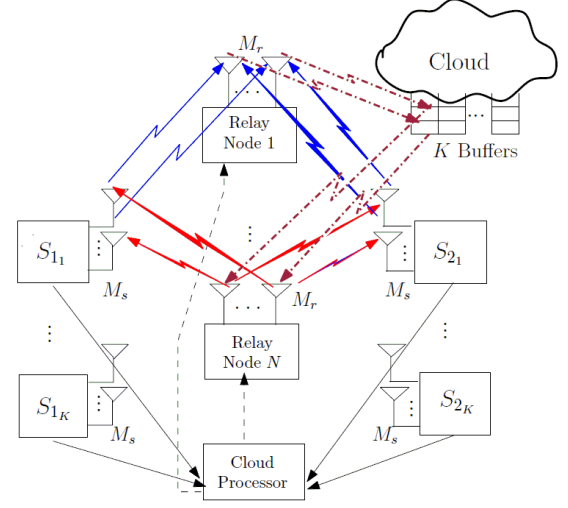 M_r
Cloud
Relay
Node 1
K Buffers
S_{1_1}
S_{2_1}
M_s
M_r
M_s
Relay
Node N
S_{1_K}
S_{2_K}
M_s
M_s
Cloud
Processor